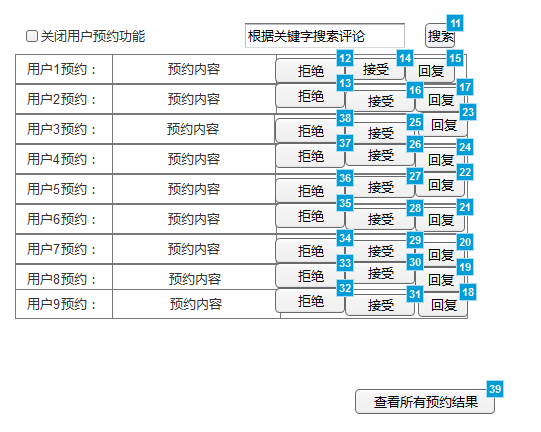 关闭用户预约功能 根据关键字搜索评论 搜索 11
用户1预约： 预约内容 拒绝 12 接受 14 回复 15
用户2预约： 预约内容 拒绝 13 接受 16 回复 17
用户3预约： 预约内容 拒绝 38 接受 25 回复 23
用户4预约： 预约内容 拒绝 37 接受 26 回复 24
用户5预约： 预约内容 拒绝 36 接受 27 回复 22
用户6预约： 预约内容 拒绝 35 接受 28 回复 21
用户7预约： 预约内容 拒绝 34 接受 29 回复 20
用户8预约： 预约内容 拒绝 33 接受 30 回复 19
用户9预约： 预约内容 拒绝 32 接受 31 回复 18
查看所有预约结果 39